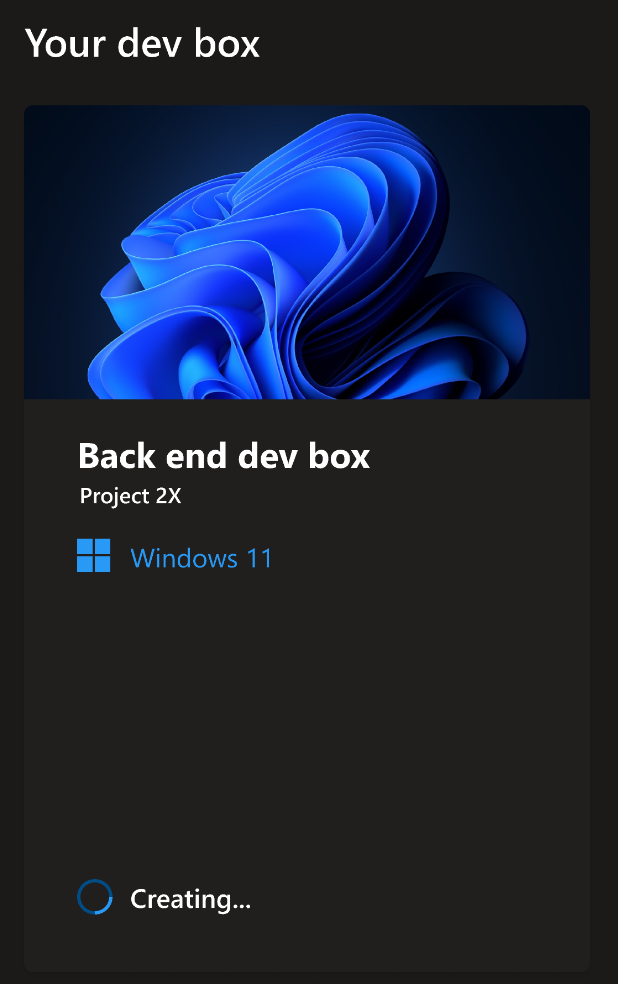 Your dev box
Back end dev box
Project 2X
Windows 11
Creating...